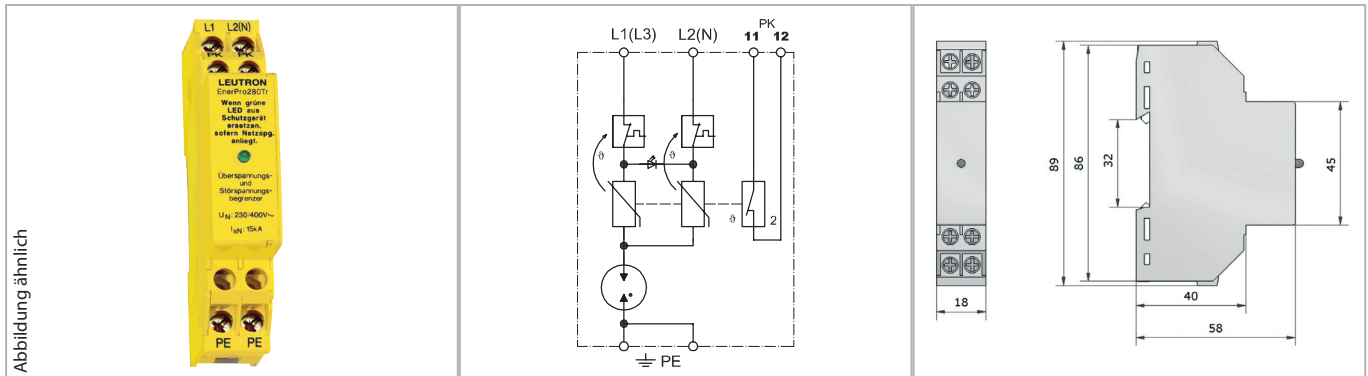 Abbildung ähnlich
L1 L2(N)
PK PK
LEUTRON
EnerPro280Tr
Wenn grüne
LED aus
Schutzgerät
ersetzen,
sofern Netzspg.
anliegt.
Überspannungs-
und
Störspannungs-
begrenzer
UN: 230/400V~
IsN: 15kA
PE PE
L1(L3) L2(N) PK
11 12
ϑ ϑ
ϑ 2
PE
89
86
32
45
18
40
58